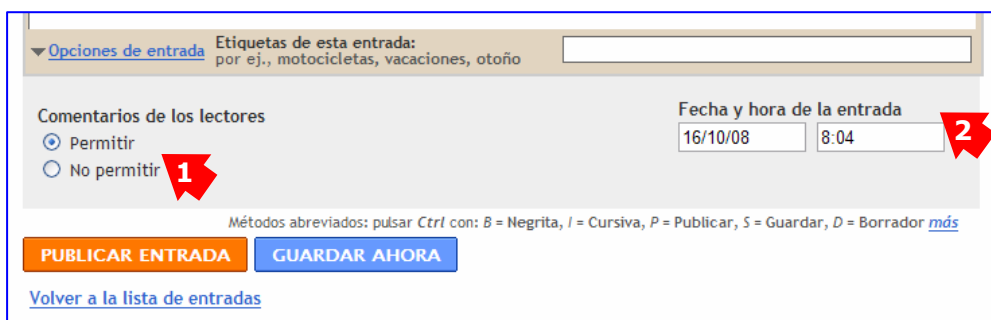 Opciones de entrada
Etiquetas de esta entrada:
por ej., motocicletas, vacaciones, otoño
Comentarios de los lectores
Permitir
No permitir
1
Fecha y hora de la entrada
16/10/08 8:04
2
Métodos abreviados: pulsar Ctrl con: B = Negrita, I = Cursiva, P = Publicar, S = Guardar, D = Borrador más
PUBLICAR ENTRADA GUARDAR AHORA
Volver a la lista de entradas